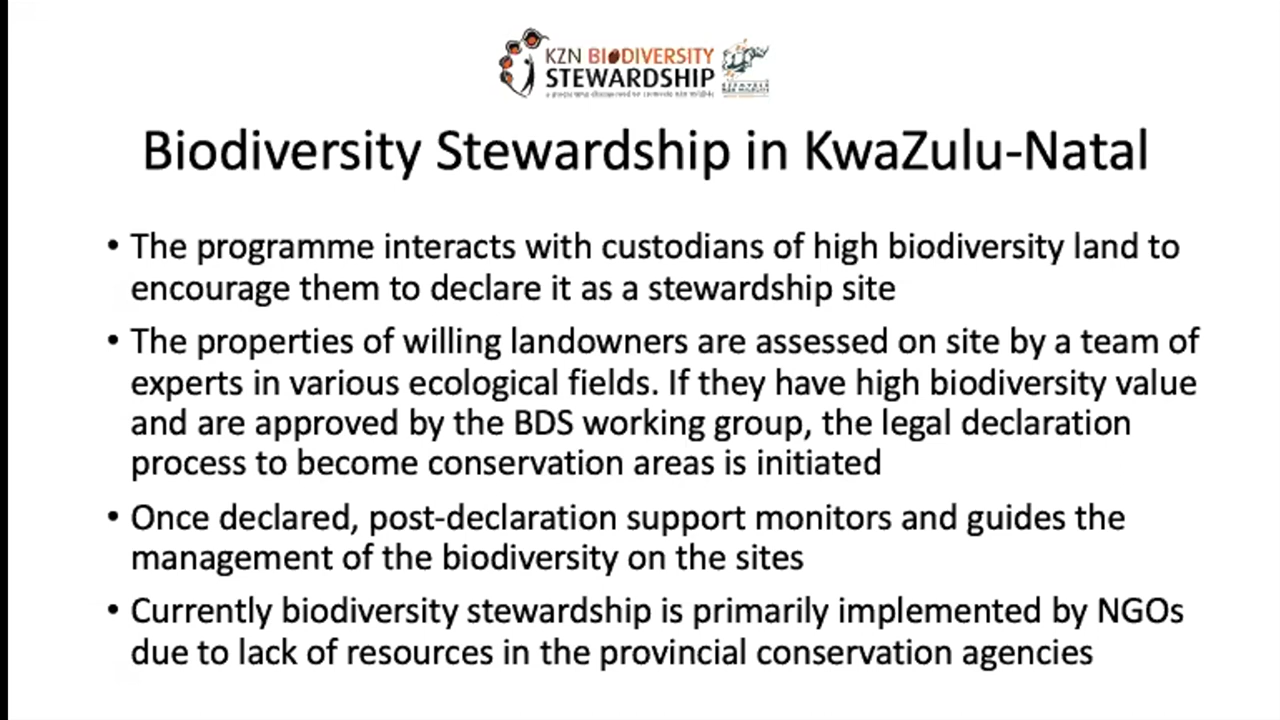 KZN BIODIVERSITY
STEWARDSHIP
Biodiversity Stewardship in KwaZulu-Natal
• The programme interacts with custodians of high biodiversity land to
encourage them to declare it as a stewardship site
• The properties of willing landowners are assessed on site by a team of
experts in various ecological fields. If they have high biodiversity value
and are approved by the BDS working group, the legal declaration
process to become conservation areas is initiated
• Once declared, post-declaration support monitors and guides the
management of the biodiversity on the sites
• Currently biodiversity stewardship is primarily implemented by NGOs
due to lack of resources in the provincial conservation agencies